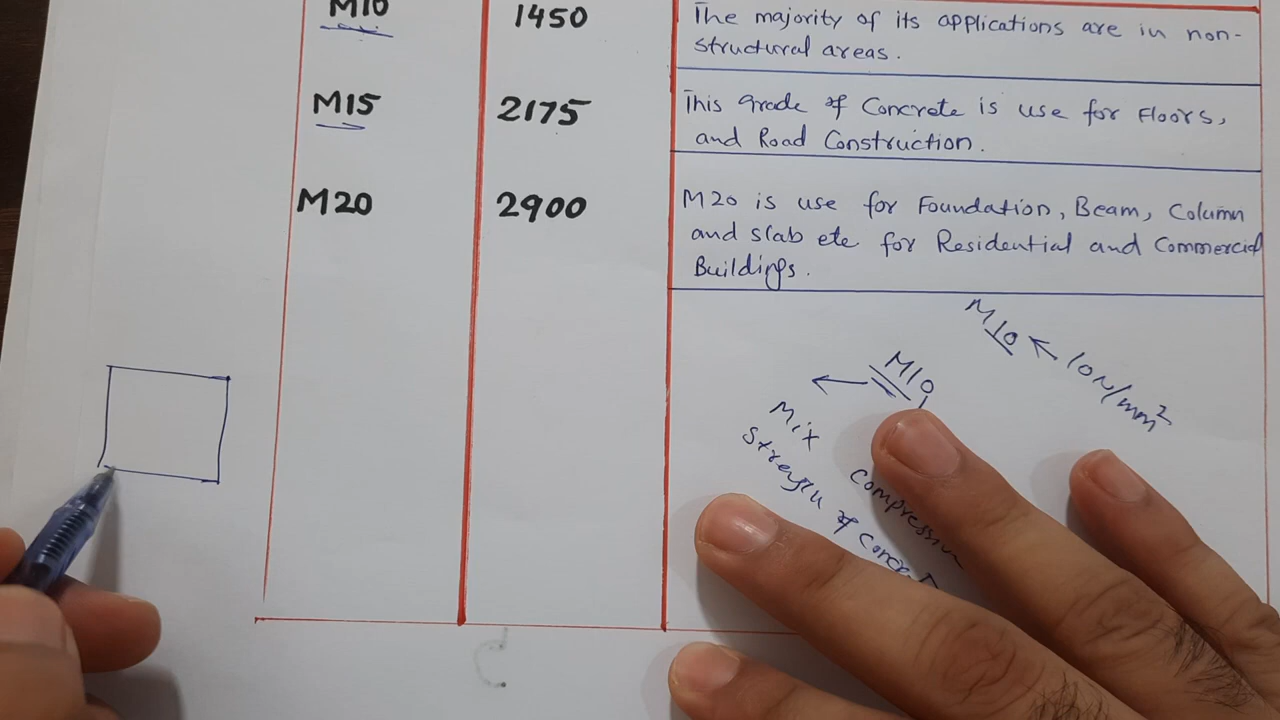 M10
1450
The majority of its applications are in non-
structural areas.
M15
2175
This Grade of Concrete is use for Floors,
and Road Construction.
M20
2900
M20 is use for Foundation, Beam, Column
and slab etc for Residential and Commercial
Buildings.
M10 ← 10N/mm²
M10
Mix
Compressive
Strength of Concret